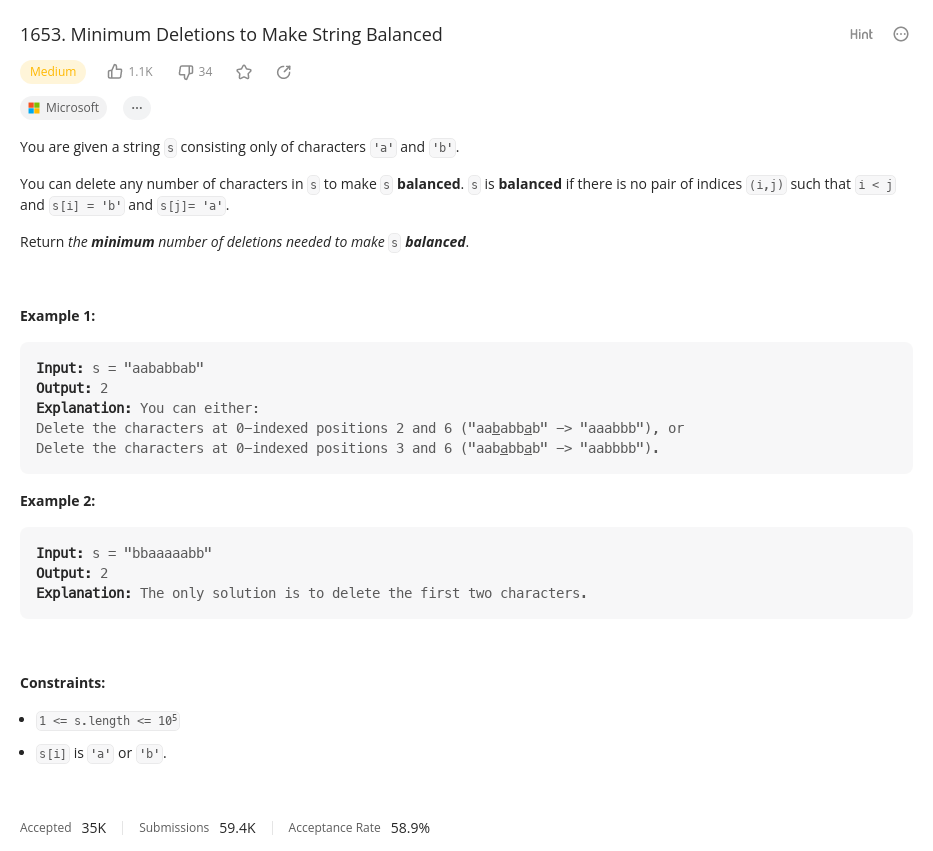 1653. Minimum Deletions to Make String Balanced
Hint
Medium 1.1K 34
Microsoft ...
You are given a string s consisting only of characters 'a' and 'b'.
You can delete any number of characters in s to make s balanced. s is balanced if there is no pair of indices (i,j) such that i < j
and s[i] = 'b' and s[j]= 'a'.
Return the minimum number of deletions needed to make s balanced.
Example 1:
Input: s = "aababbab"
Output: 2
Explanation: You can either:
Delete the characters at 0-indexed positions 2 and 6 ("aababbab" -> "aaabbb"), or
Delete the characters at 0-indexed positions 3 and 6 ("aababbab" -> "aabbbb").
Example 2:
Input: s = "bbaaaaabb"
Output: 2
Explanation: The only solution is to delete the first two characters.
Constraints:
• 1 <= s.length <= 10⁵
• s[i] is 'a' or 'b'.
Accepted 35K Submissions 59.4K Acceptance Rate 58.9%